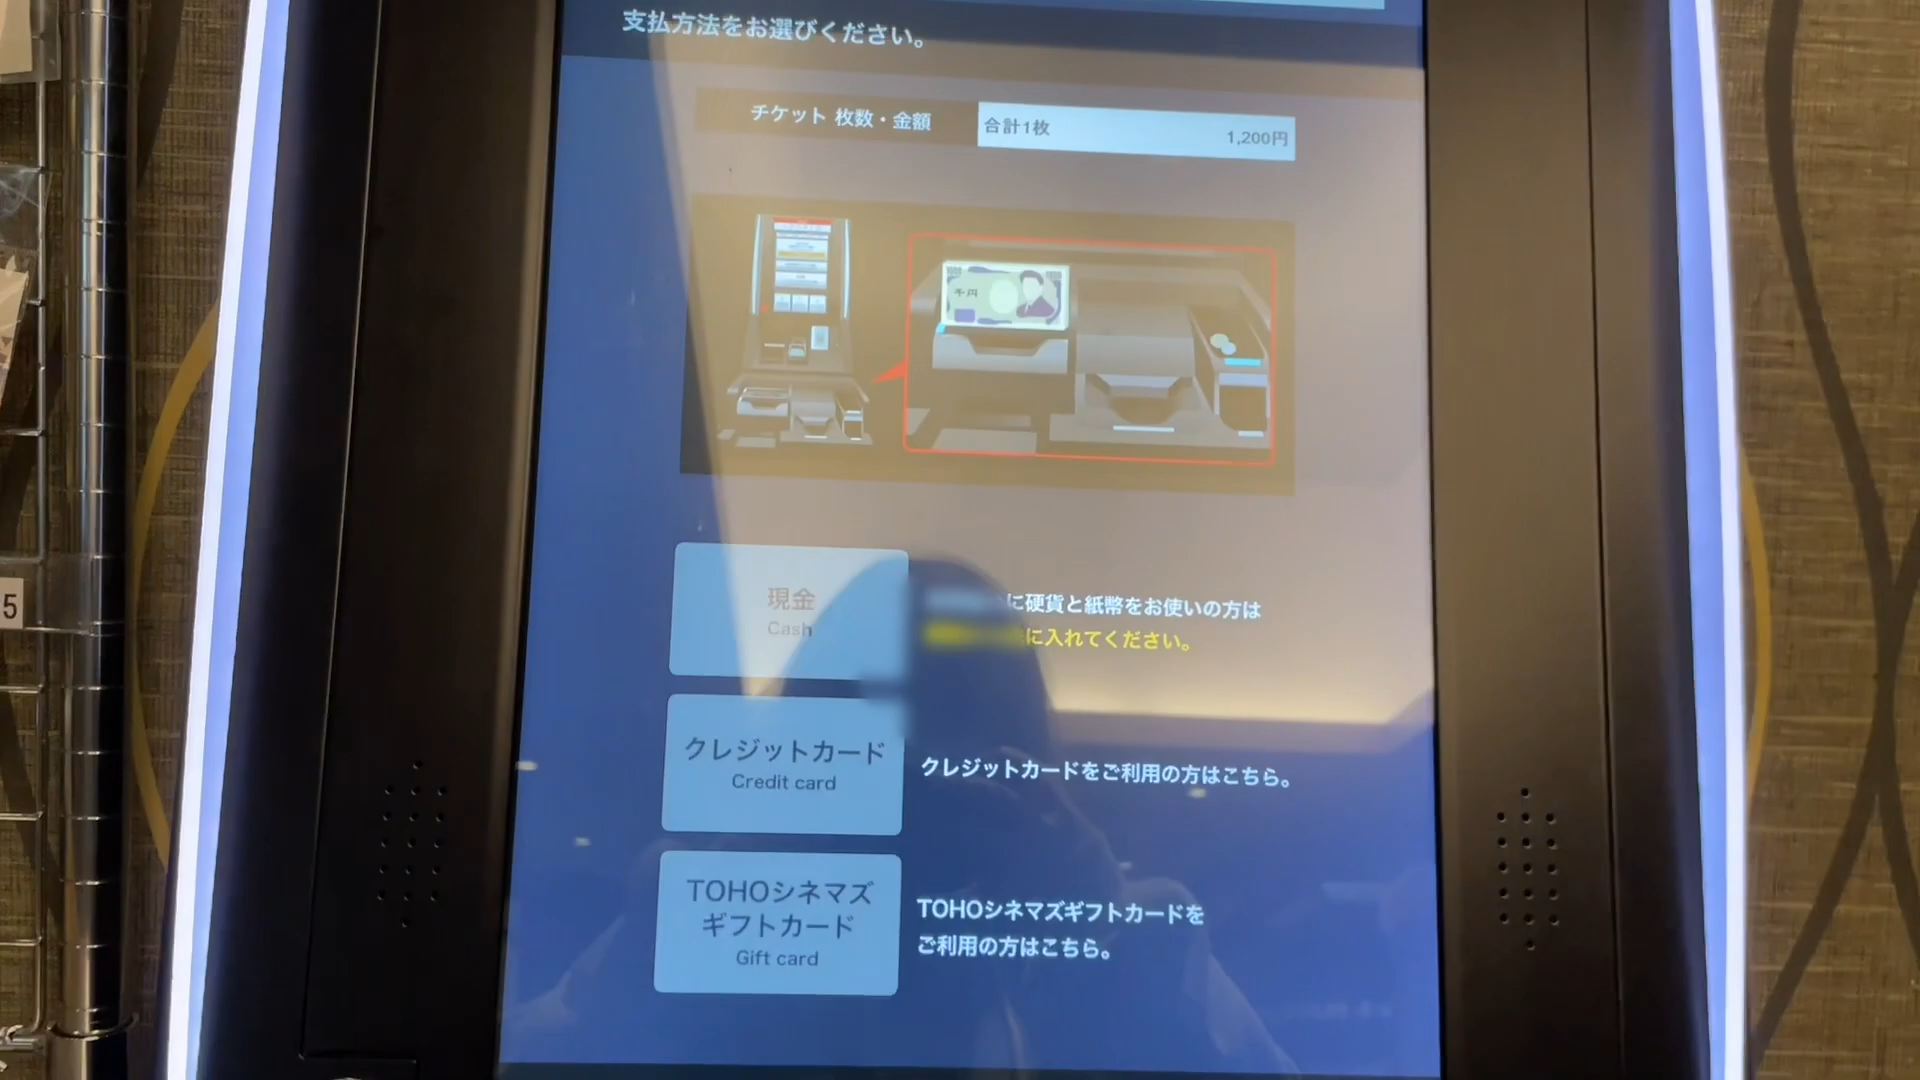 支払方法をお選びください。
チケット 枚数・金額
合計1枚
1,200円
千円
現金
Cash
に硬貨と紙幣をお使いの方は
に入れてください。
クレジットカード
Credit card
クレジットカードをご利用の方はこちら。
TOHOシネマズ
ギフトカード
Gift card
TOHOシネマズギフトカードを
ご利用の方はこちら。
5